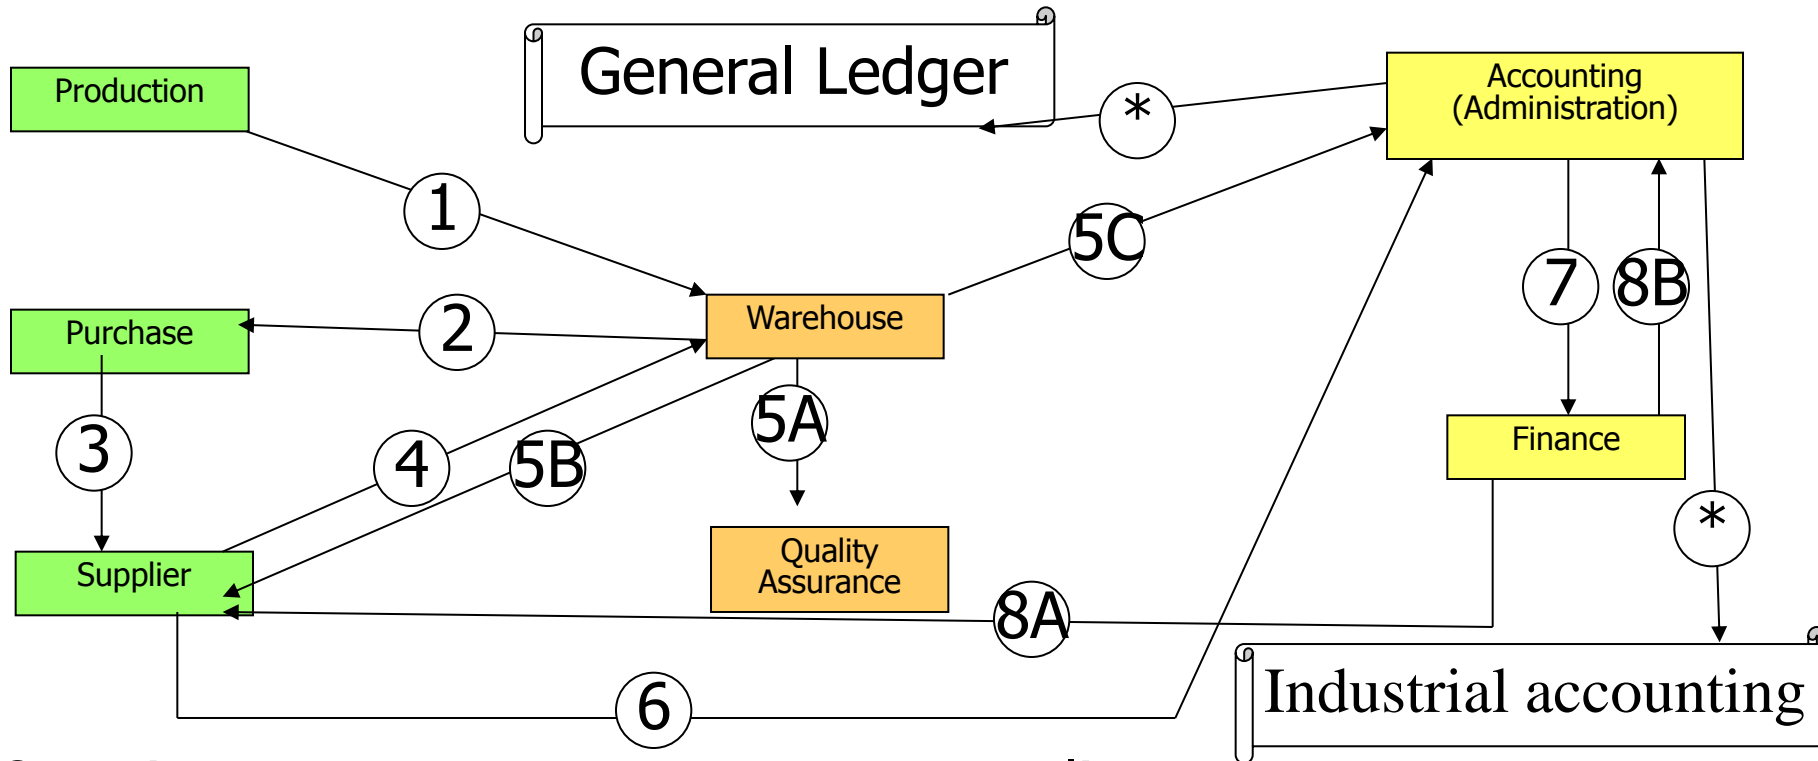 General Ledger
Production
Accounting
(Administration)
*
1
5C
Purchase
2
Warehouse
7
8B
3
4
5B
5A
Finance
*
Supplier
Quality
Assurance
8A
6
Industrial accounting